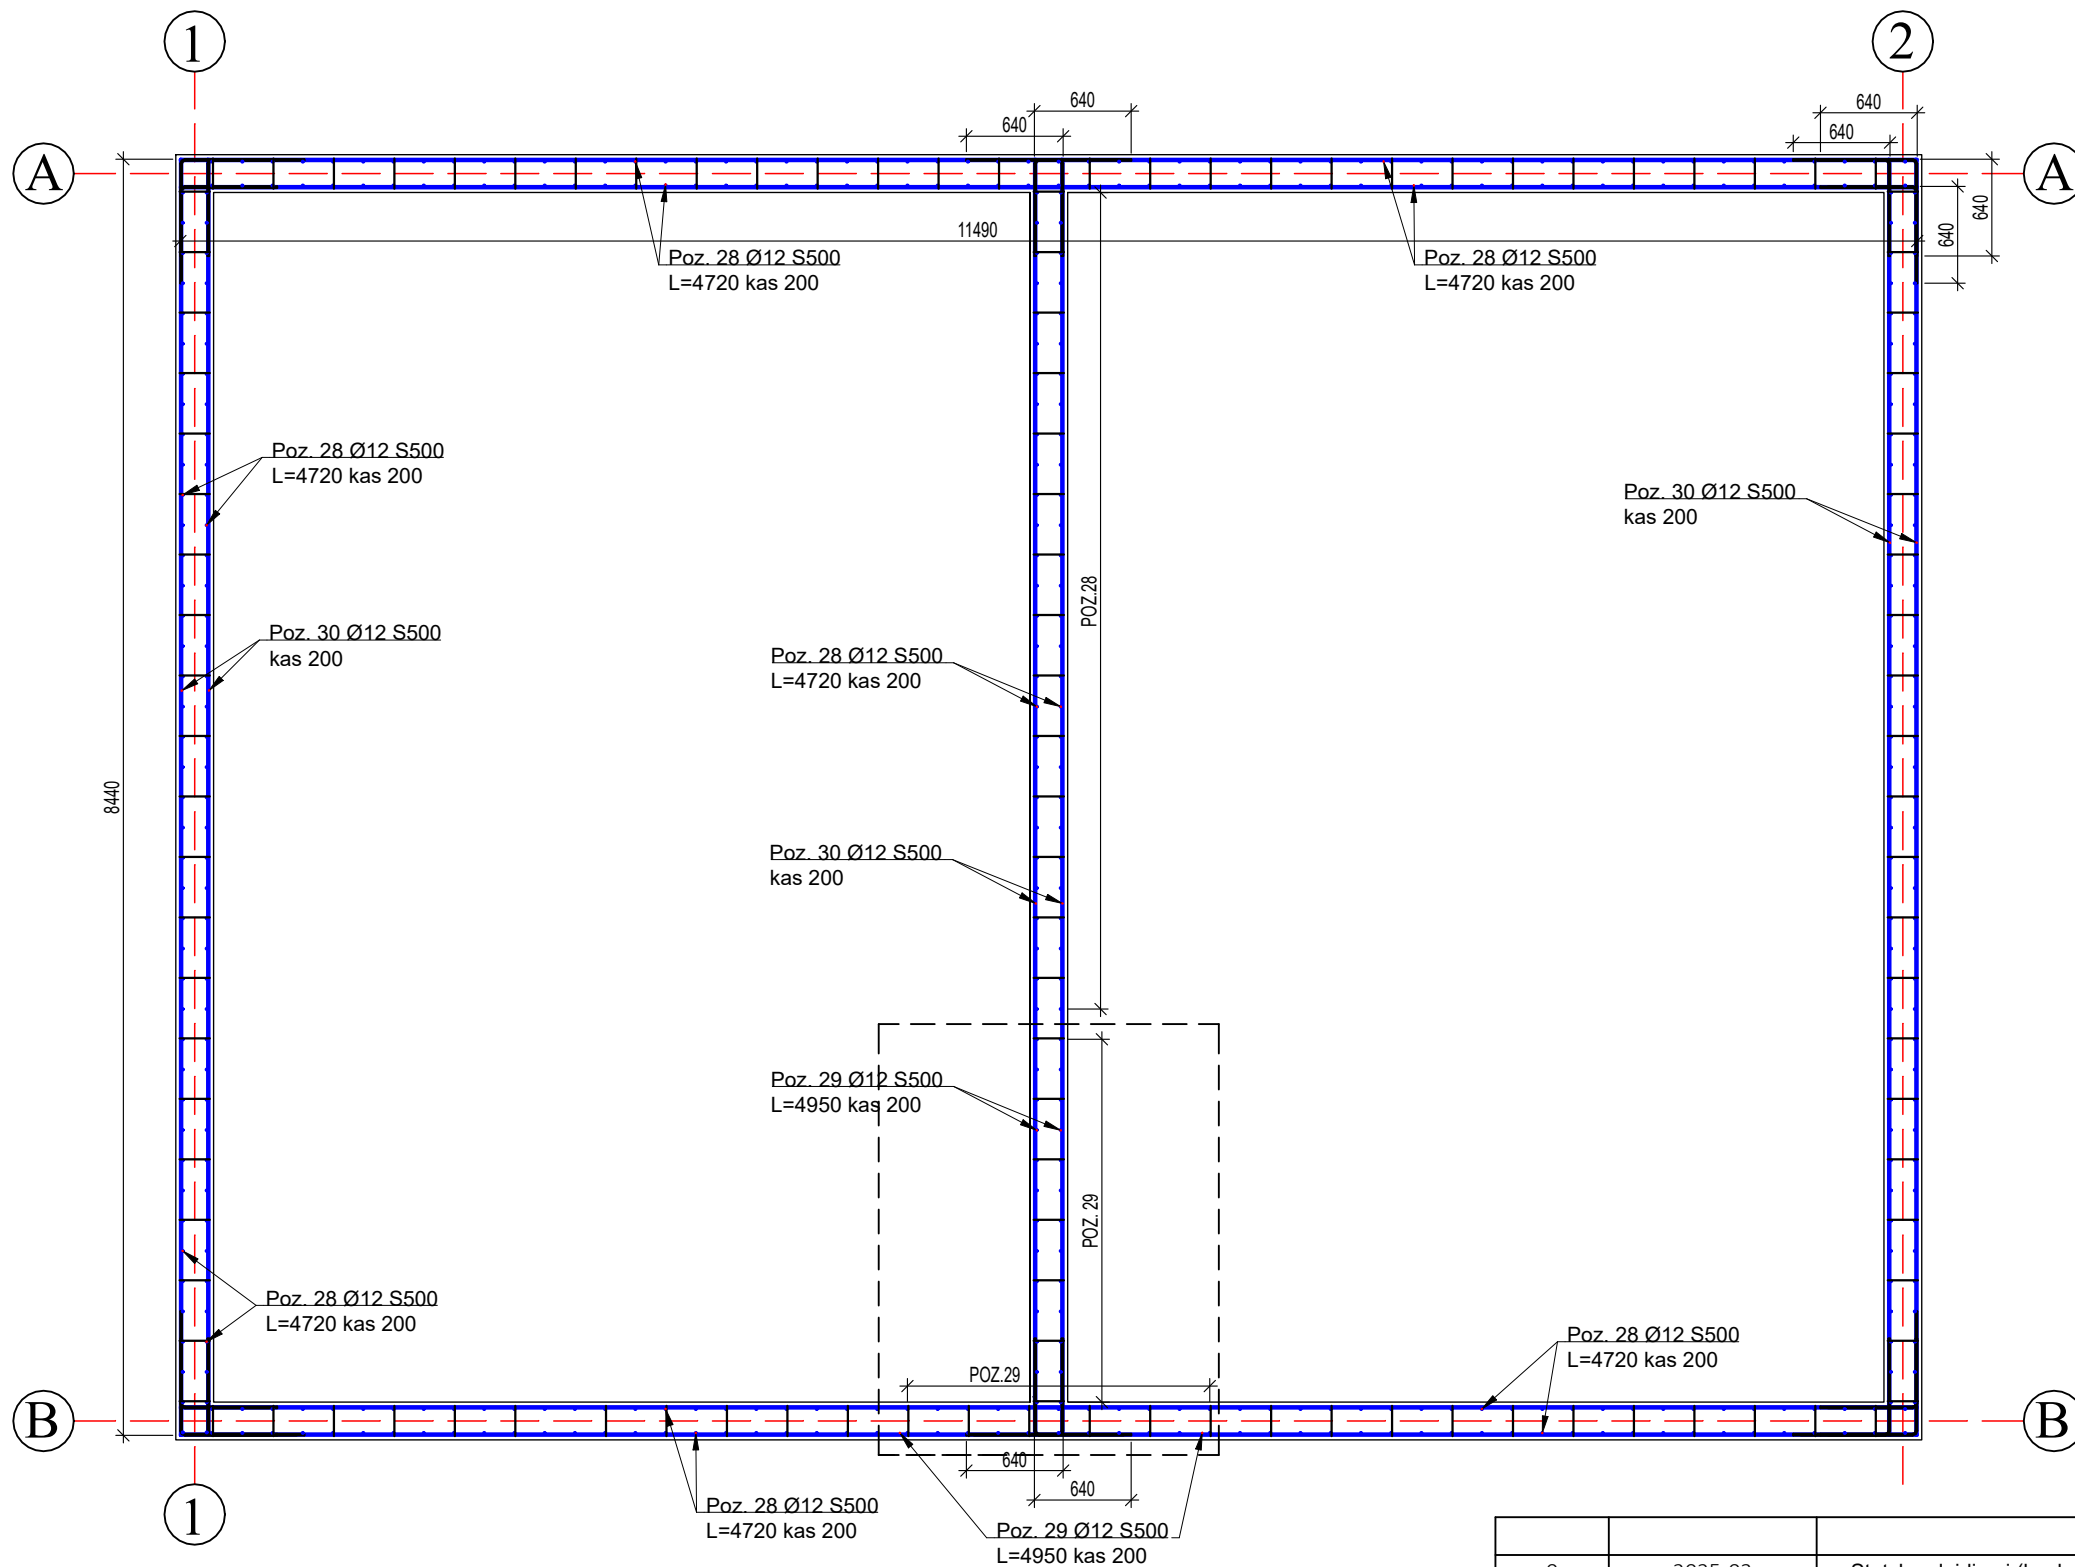 1
2
640
640
640
640
A
A
640
640
11490
Poz. 28 Ø12 S500
L=4720 kas 200
Poz. 28 Ø12 S500
L=4720 kas 200
Poz. 28 Ø12 S500
L=4720 kas 200
Poz. 30 Ø12 S500
kas 200
POZ.28
Poz. 30 Ø12 S500
kas 200
Poz. 28 Ø12 S500
L=4720 kas 200
8440
Poz. 30 Ø12 S500
kas 200
Poz. 29 Ø12 S500
L=4950 kas 200
POZ. 29
Poz. 28 Ø12 S500
L=4720 kas 200
Poz. 28 Ø12 S500
L=4720 kas 200
POZ.29
B
B
640
640
1
Poz. 28 Ø12 S500
L=4720 kas 200
Poz. 29 Ø12 S500
L=4950 kas 200